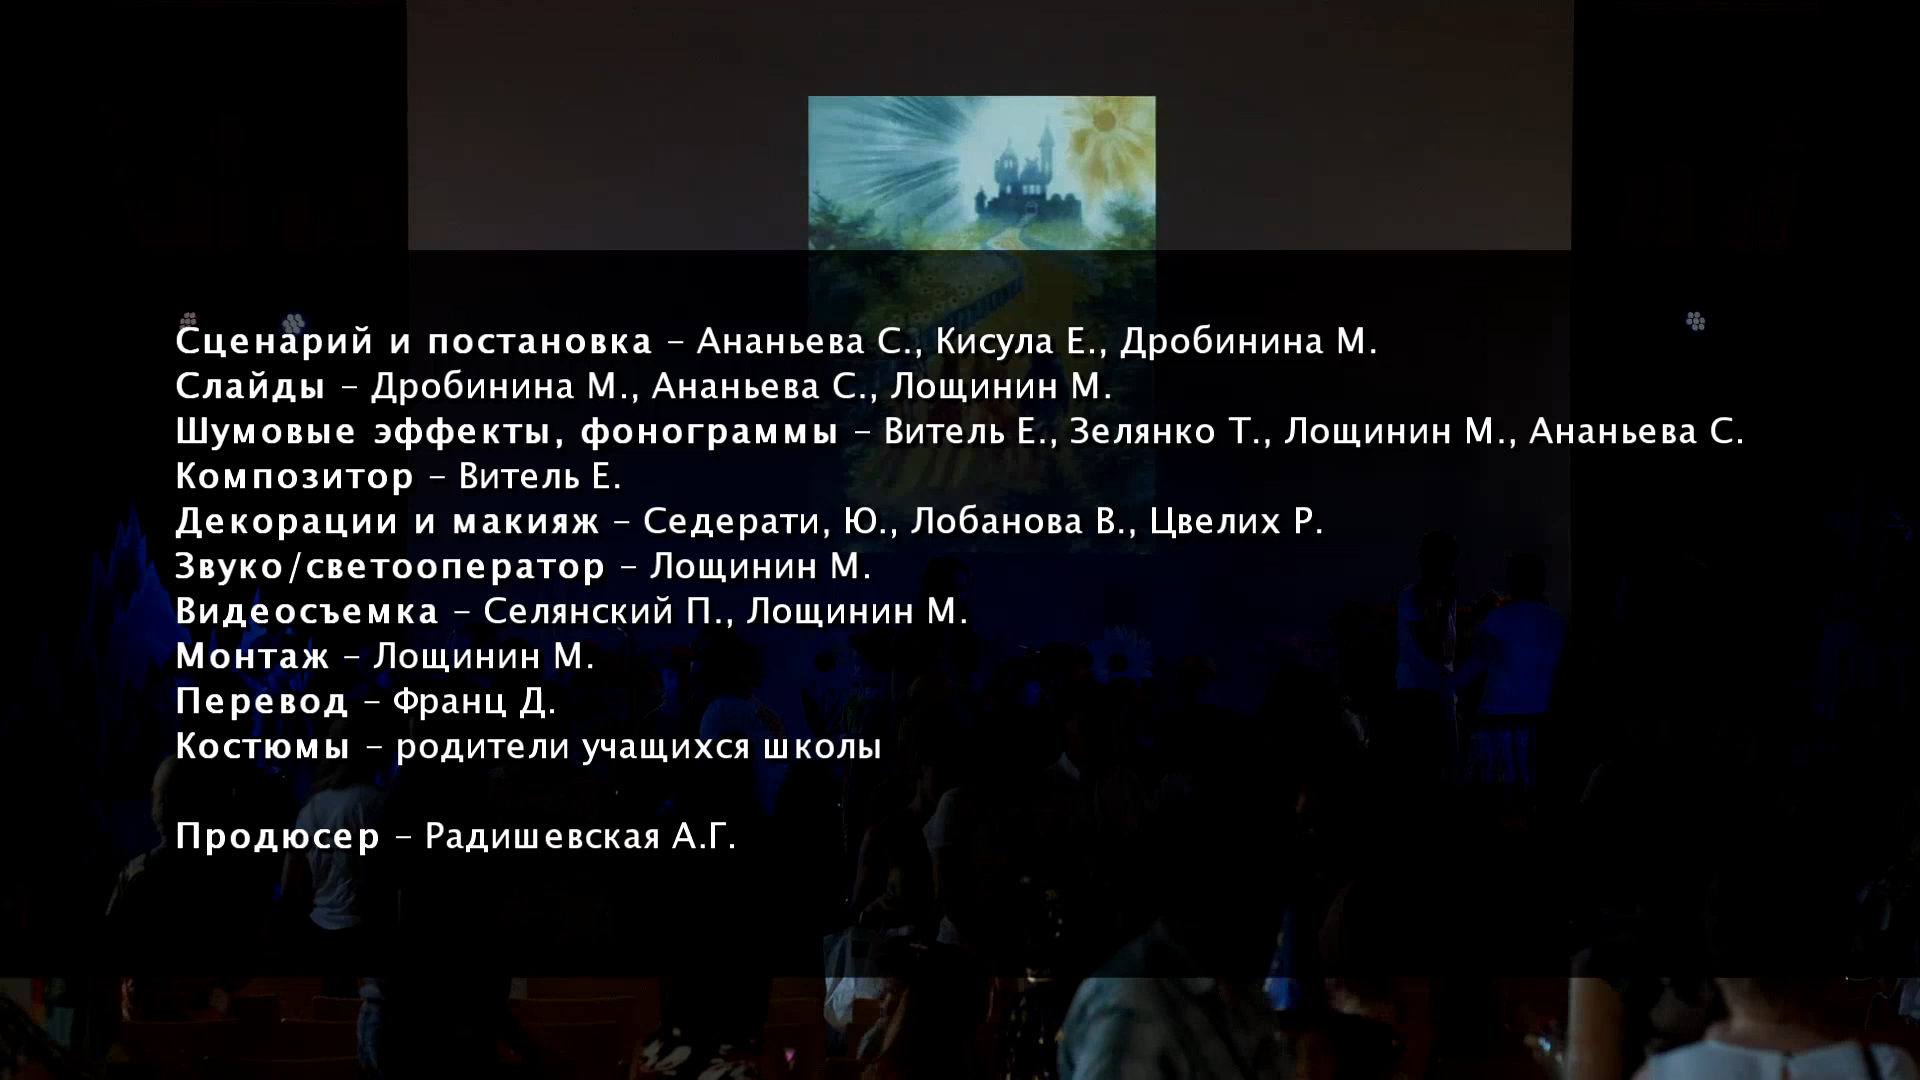 Сценарий и постановка – Ананьева С., Кисула Е., Дробинина М.
Слайды – Дробинина М., Ананьева С., Лощинин М.
Шумовые эффекты, фонограммы – Витель Е., Зелянко Т., Лощинин М., Ананьева С.
Композитор – Витель Е.
Декорации и макияж – Седерати, Ю., Лобанова В., Цвелих Р.
Звуко/светооператор – Лощинин М.
Видеосъемка – Селянский П., Лощинин М.
Монтаж – Лощинин М.
Перевод – Франц Д.
Костюмы – родители учащихся школы
Продюсер – Радишевская А.Г.